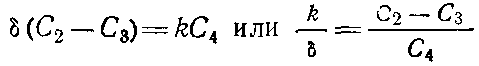 δ (C₂ — C₃) = kC₄ или k/δ = C₂ — C₃/C₄